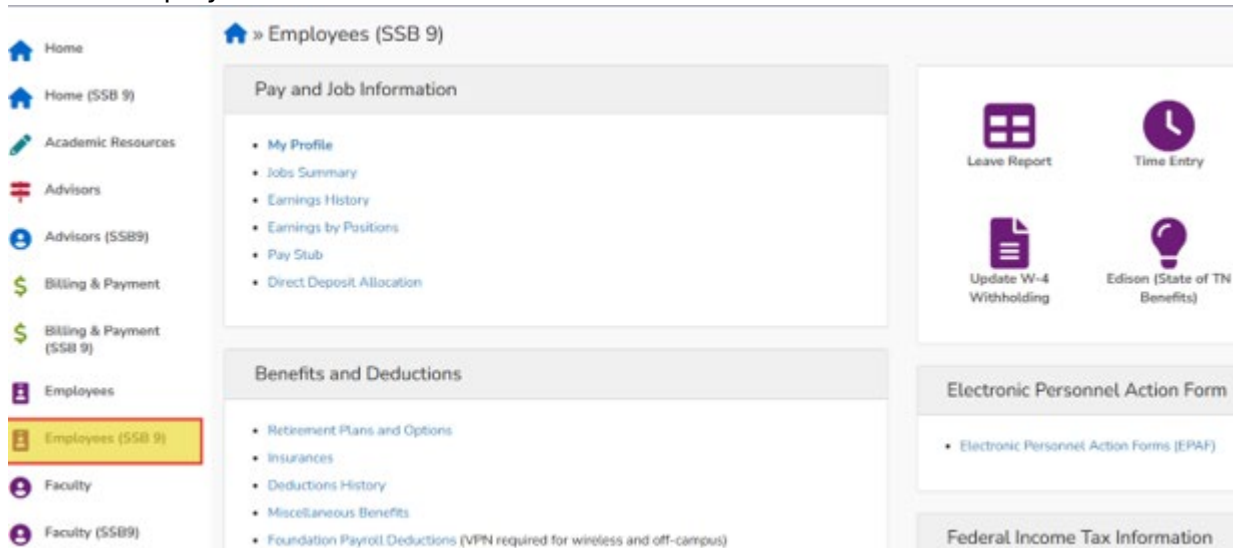 Home
Home (SSB 9)
Academic Resources
Advisors
Advisors (SSB9)
Billing & Payment
Billing & Payment
(SSB 9)
Employees
Employees (SSB 9)
Faculty
Faculty (SSB9)
» Employees (SSB 9)
Pay and Job Information
• My Profile
• Jobs Summary
• Earnings History
• Earnings by Positions
• Pay Stub
• Direct Deposit Allocation
Benefits and Deductions
• Retirement Plans and Options
• Insurances
• Deductions History
• Miscellaneous Benefits
• Foundation Payroll Deductions (VPN required for wireless and off-campus)
Leave Report
Time Entry
Update W-4
Withholding
Edison (State of TN
Benefits)
Electronic Personnel Action Form
• Electronic Personnel Action Forms (EPAF)
Federal Income Tax Information